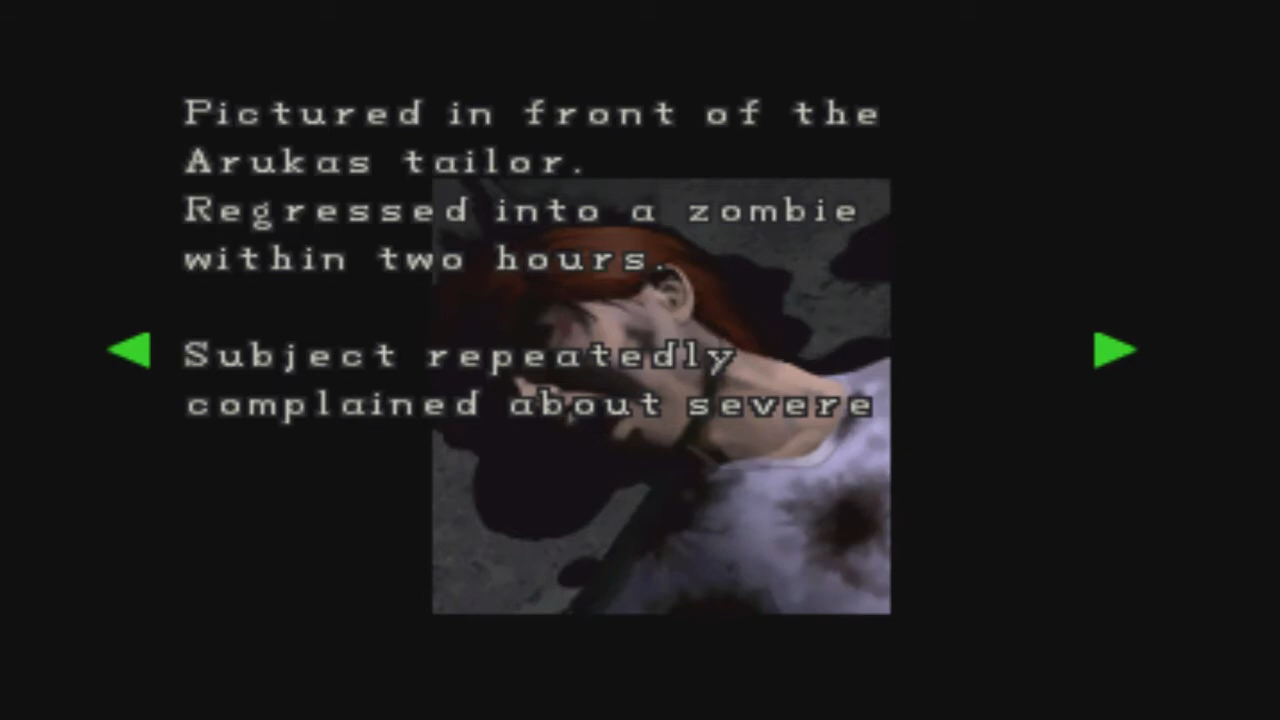 Pictured in front of the
Arukas tailor.
Regressed into a zombie
within two hours.
Subject repeatedly
complained about severe